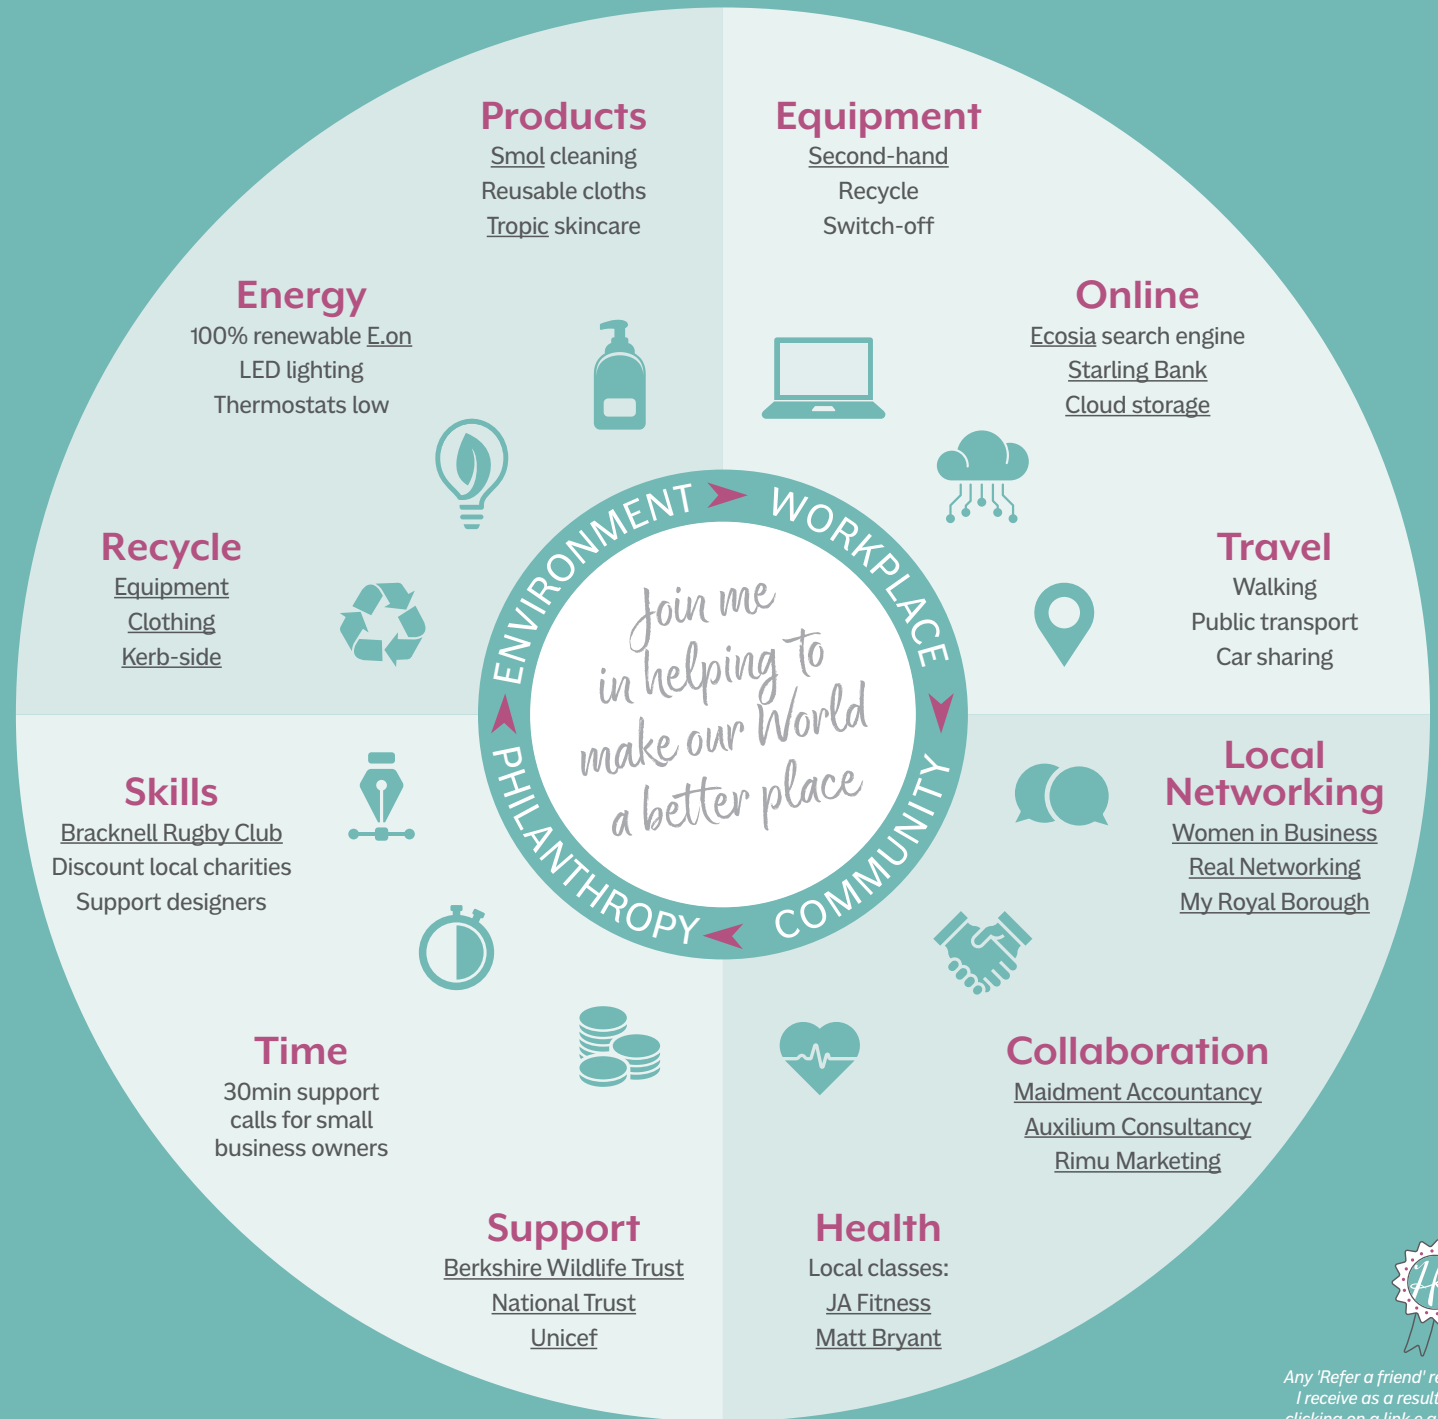 Products
Smol cleaning
Reusable cloths
Tropic skincare
Equipment
Second-hand
Recycle
Switch-off
Energy
100% renewable E.on
LED lighting
Thermostats low
Online
Ecosia search engine
Starling Bank
Cloud storage
Recycle
Equipment
Clothing
Kerb-side
Travel
Walking
Public transport
Car sharing
ENVIRONMENT
WORKPLACE
COMMUNITY
PHILANTHROPY
Join me
in helping to
make our World
a better place
Skills
Bracknell Rugby Club
Discount local charities
Support designers
Local
Networking
Women in Business
Real Networking
My Royal Borough
Time
30min support
calls for small
business owners
Collaboration
Maidment Accountancy
Auxilium Consultancy
Rimu Marketing
Support
Berkshire Wildlife Trust
National Trust
Unicef
Health
Local classes:
JA Fitness
Matt Bryant
Any 'Refer a friend'
I receive as a result
clicking on a link